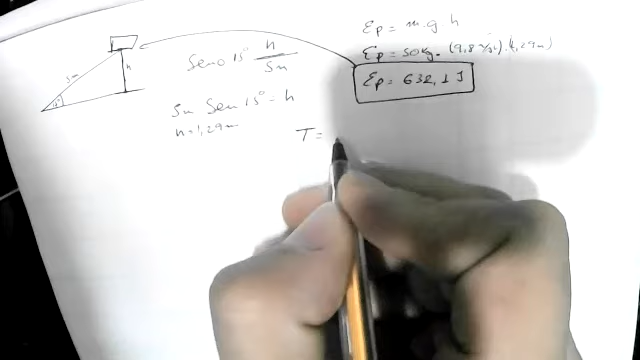 5m
h
15°
Seno 15° h / 5m
5m Sen 15° = h
h = 1,29m
Ep = m.g h
Ep = 50Kg. (9,8 m/s²).(1,29m)
Ep = 632,1 J
T =